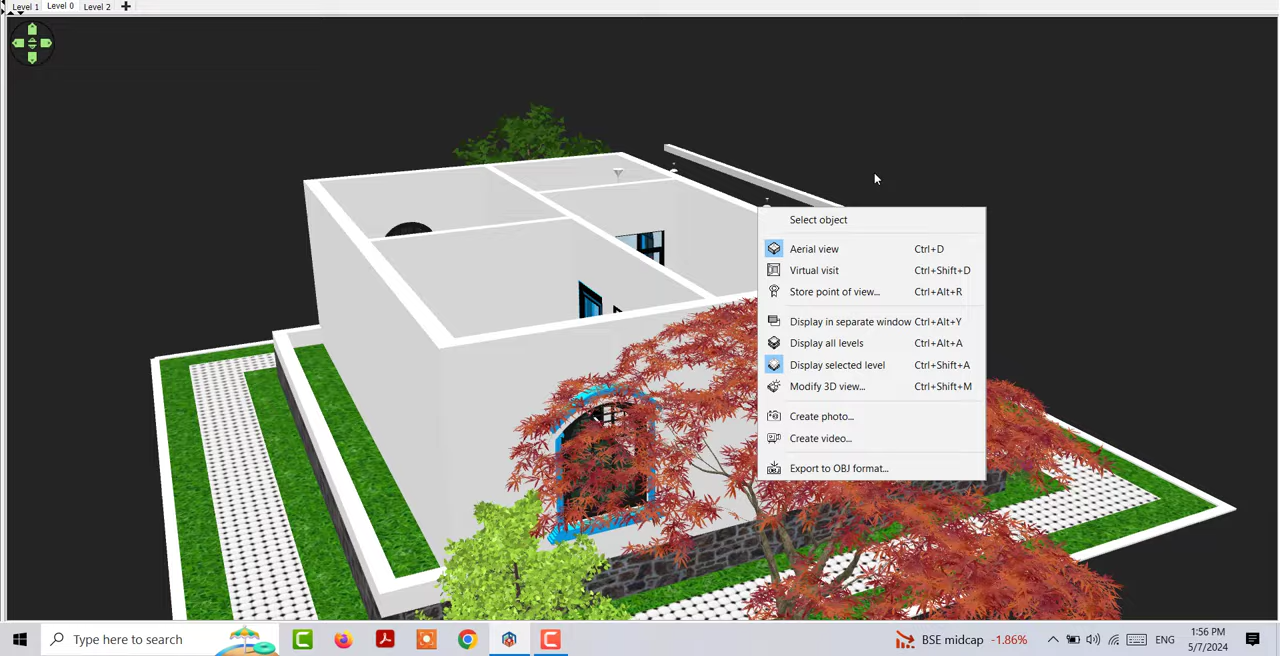 Level 1 Level 0 Level 2
Select object
Aerial view Ctrl+D
Virtual visit Ctrl+Shift+D
Store point of view... Ctrl+Alt+R
Display in separate window Ctrl+Alt+Y
Display all levels Ctrl+Alt+A
Display selected level Ctrl+Shift+A
Modify 3D view... Ctrl+Shift+M
Create photo...
Create video...
Export to OBJ format...
Type here to search
BSE midcap -1.86%
ENG
1:56 PM
5/7/2024